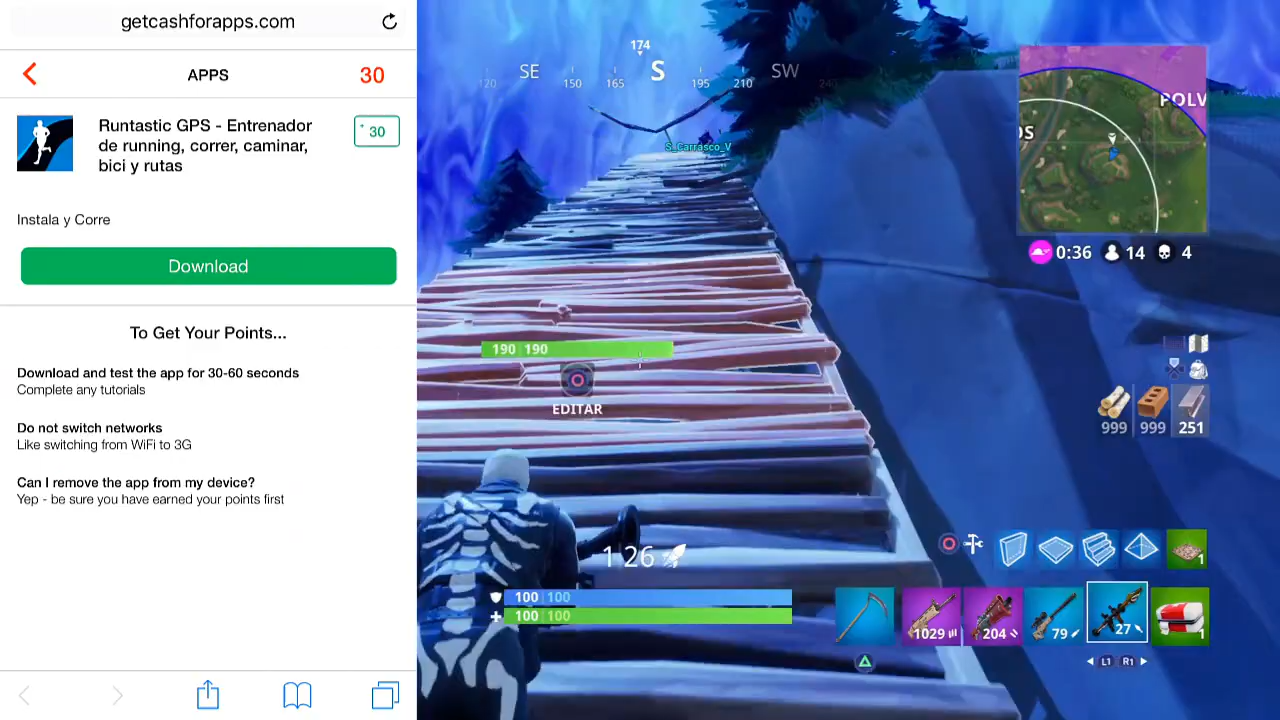 getcashforapps.com
APPS
30
Runtastic GPS - Entrenador
de running, correr, caminar,
bici y rutas
30
Instala y Corre
Download
To Get Your Points...
Download and test the app for 30-60 seconds
Complete any tutorials
Do not switch networks
Like switching from WiFi to 3G
Can I remove the app from my device?
Yep - be sure you have earned your points first
174
120 SE 150 165 S 195 210 SW 240
S_Carrasco_V
POLV
OS
0:36 14 4
190 | 190
EDITAR
999 999 251
1 26
1
100 | 100
100 | 100
1029 204 79 27 1
L1 R1